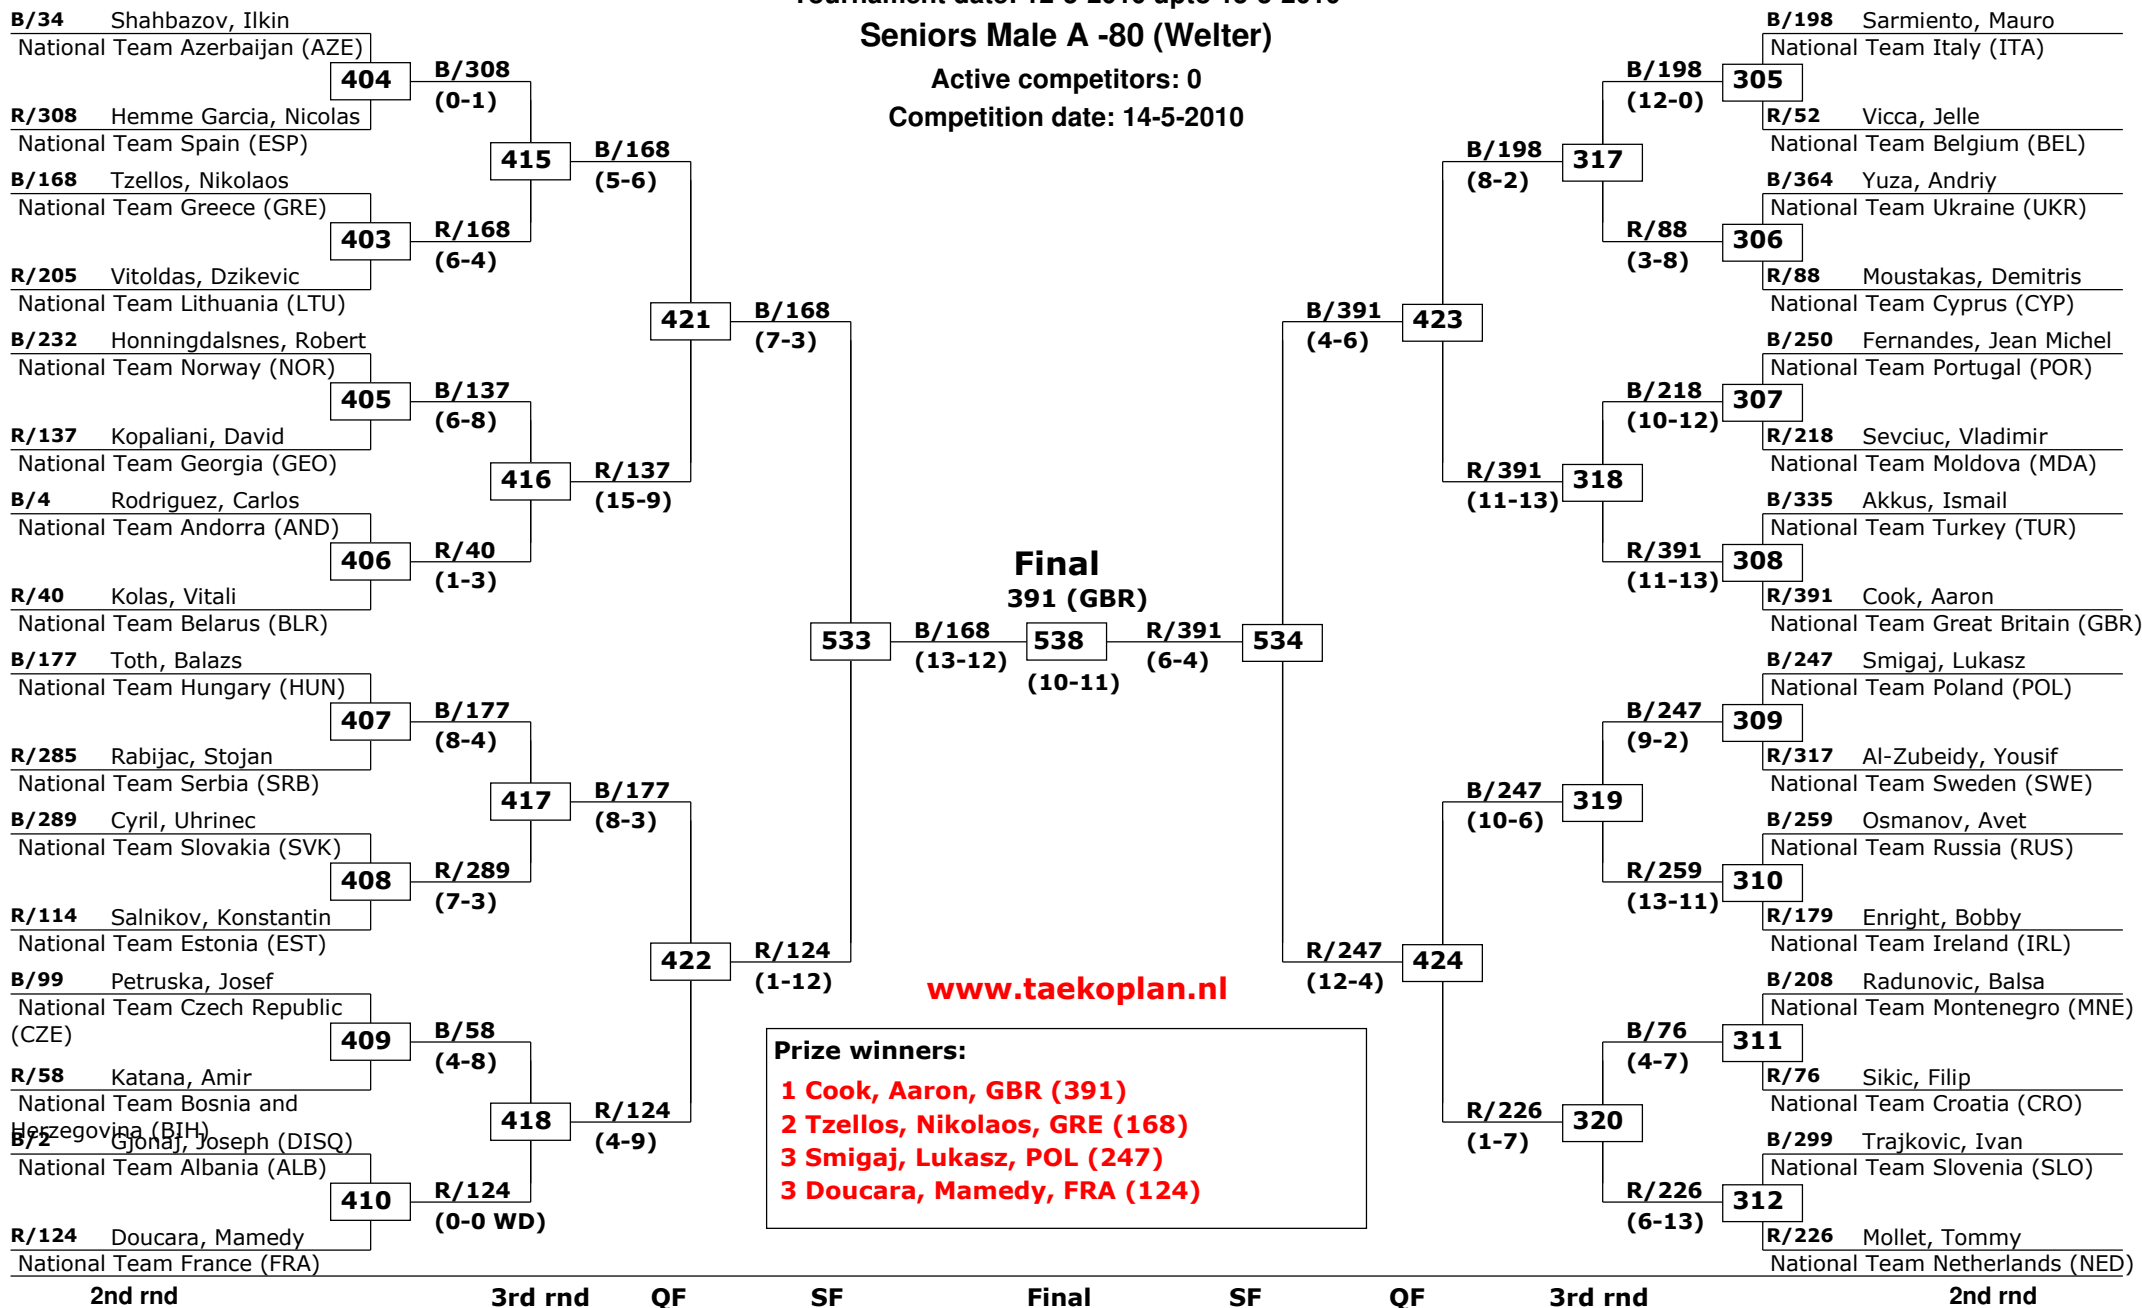 Seniors Male A -80 (Welter)
Active competitors: 0
Competition date: 14-5-2010
B/34 Shahbazov, Ilkin
National Team Azerbaijan (AZE)
404
R/308 Hemme Garcia, Nicolas
National Team Spain (ESP)
B/168 Tzellos, Nikolaos
National Team Greece (GRE)
403
R/205 Vitoldas, Dzikevic
National Team Lithuania (LTU)
B/232 Honningdalsnes, Robert
National Team Norway (NOR)
405
R/137 Kopaliani, David
National Team Georgia (GEO)
B/4 Rodriguez, Carlos
National Team Andorra (AND)
406
R/40 Kolas, Vitali
National Team Belarus (BLR)
B/177 Toth, Balazs
National Team Hungary (HUN)
407
R/285 Rabijac, Stojan
National Team Serbia (SRB)
B/289 Cyril, Uhrinec
National Team Slovakia (SVK)
408
R/114 Salnikov, Konstantin
National Team Estonia (EST)
B/99 Petruska, Josef
National Team Czech Republic
(CZE)
409
R/58 Katana, Amir
National Team Bosnia and
Herzegovina (BIH)
B/2 Gjonaj, Joseph (DISQ)
National Team Albania (ALB)
410
R/124 Doucara, Mamedy
National Team France (FRA)
B/308
(0-1)
415
R/168
(6-4)
B/137
(6-8)
416
R/40
(1-3)
B/177
(8-4)
417
R/289
(7-3)
B/58
(4-8)
418
R/124
(0-0 WD)
B/168
(5-6)
421
R/137
(15-9)
B/177
(8-3)
422
R/124
(4-9)
B/168
(7-3)
533
R/124
(1-12)
Final
391 (GBR)
B/168
(13-12)
538
(10-11)
R/391
(6-4)
534
B/391
(4-6)
R/247
(12-4)
423
424
B/198
(8-2)
R/391
(11-13)
B/247
(10-6)
R/226
(1-7)
317
318
319
320
B/198
(12-0)
R/88
(3-8)
B/218
(10-12)
R/391
(11-13)
B/247
(9-2)
R/259
(13-11)
B/76
(4-7)
R/226
(6-13)
B/198 Sarmiento, Mauro
National Team Italy (ITA)
305
R/52 Vicca, Jelle
National Team Belgium (BEL)
B/364 Yuza, Andriy
National Team Ukraine (UKR)
306
R/88 Moustakas, Demitris
National Team Cyprus (CYP)
B/250 Fernandes, Jean Michel
National Team Portugal (POR)
307
R/218 Sevciuc, Vladimir
National Team Moldova (MDA)
B/335 Akkus, Ismail
National Team Turkey (TUR)
308
R/391 Cook, Aaron
National Team Great Britain (GBR)
B/247 Smigaj, Lukasz
National Team Poland (POL)
309
R/317 Al-Zubeidy, Yousif
National Team Sweden (SWE)
B/259 Osmanov, Avet
National Team Russia (RUS)
310
R/179 Enright, Bobby
National Team Ireland (IRL)
B/208 Radunovic, Balsa
National Team Montenegro (MNE)
311
R/76 Sikic, Filip
National Team Croatia (CRO)
B/299 Trajkovic, Ivan
National Team Slovenia (SLO)
312
R/226 Mollet, Tommy
National Team Netherlands (NED)
www.taekoplan.nl
Prize winners:
1 Cook, Aaron, GBR (391)
2 Tzellos, Nikolaos, GRE (168)
3 Smigaj, Lukasz, POL (247)
3 Doucara, Mamedy, FRA (124)
2nd rnd 3rd rnd QF SF Final SF QF 3rd rnd 2nd rnd